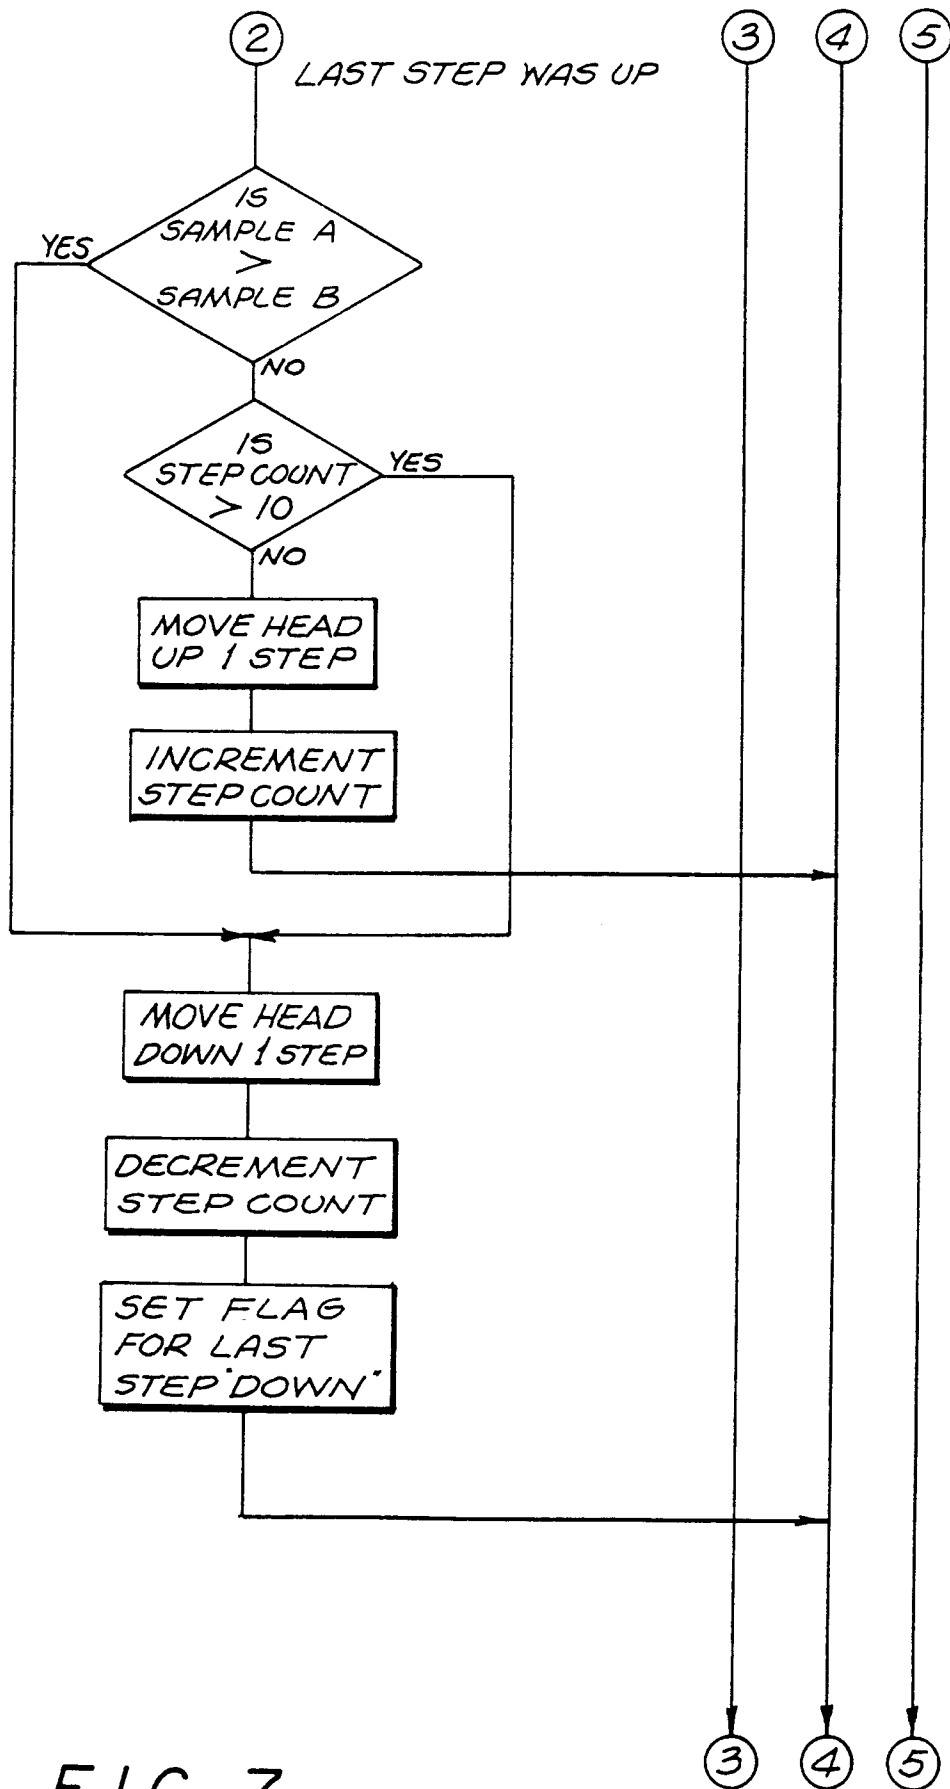 2
3
4
5
LAST STEP WAS UP
IS
SAMPLE A
>
SAMPLE B
YES
NO
IS
STEP COUNT
> 10
YES
NO
MOVE HEAD
UP 1 STEP
INCREMENT
STEP COUNT
MOVE HEAD
DOWN 1 STEP
DECREMENT
STEP COUNT
SET FLAG
FOR LAST
STEP "DOWN"
3
4
5